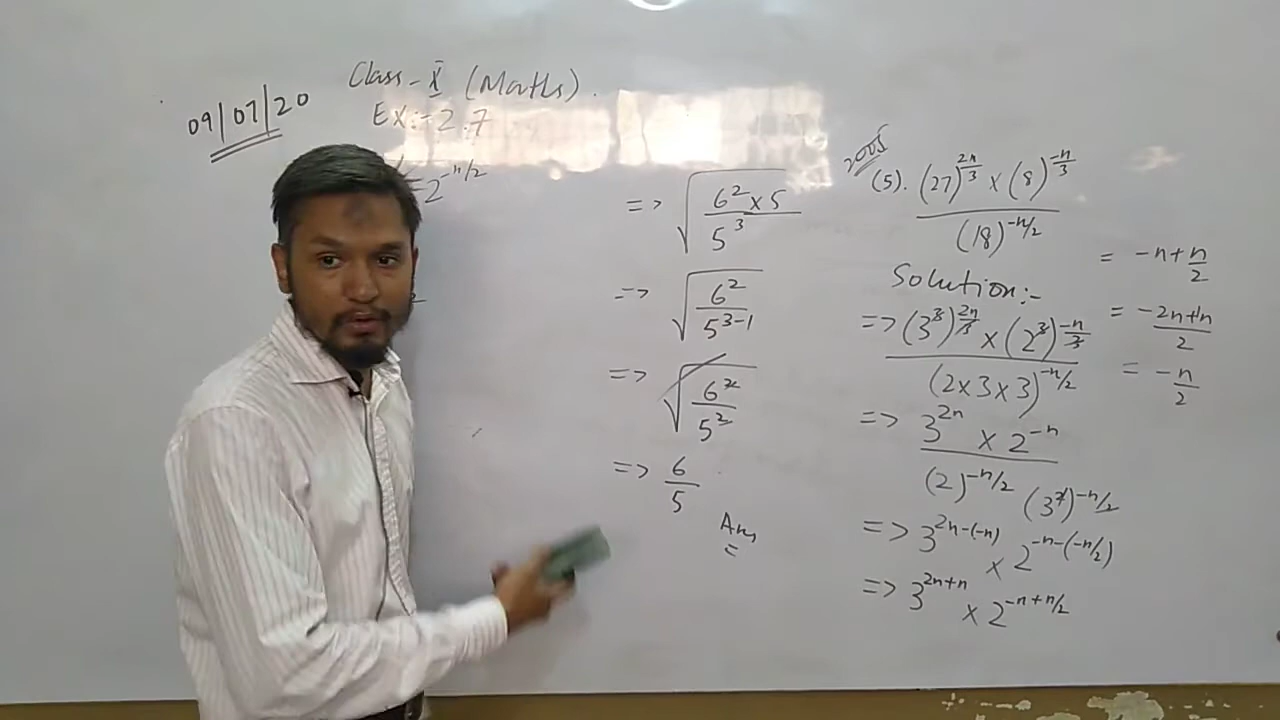 09/07/20
Class - X (Maths).
Ex:- 2.7
2^{-n/2}
=> √(6² × 5 / 5³)
=> √(6² / 5^{3-1})
=> √(6² / 5²)
=> 6/5
Ans
2005
(5). (27)^{2n/3} × (8)^{-n/3} / (18)^{-n/2}
Solution:-
=> (3³)^{2n/3} × (2³)^{-n/3} / (2×3×3)^{-n/2}
=> 3^{2n} × 2^{-n} / (2)^{-n/2} (3²)^{-n/2}
=> 3^{2n-(-n)} × 2^{-n-(-n/2)}
=> 3^{2n+n} × 2^{-n+n/2}
= -n + n/2
= -2n+n / 2
= -n/2